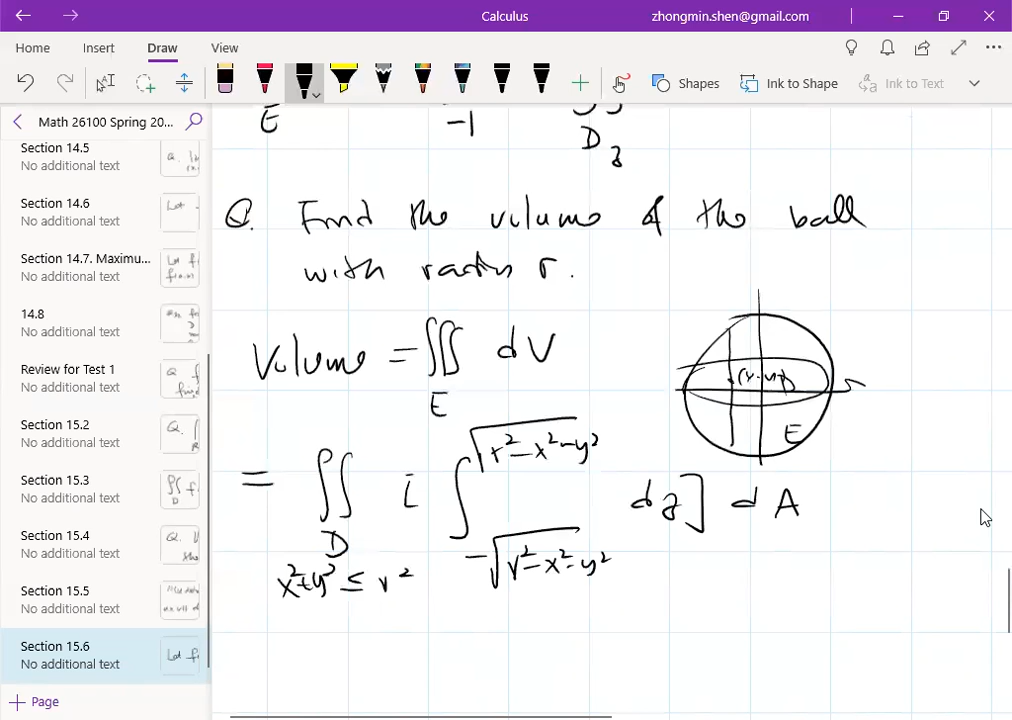 Calculus
zhongmin.shen@gmail.com
Home Insert Draw View
Shapes
Ink to Shape
Ink to Text
Math 26100 Spring 20...
Section 14.5
No additional text
Section 14.6
No additional text
Section 14.7. Maximu...
No additional text
14.8
No additional text
Review for Test 1
No additional text
Section 15.2
No additional text
Section 15.3
No additional text
Section 15.4
No additional text
Section 15.5
No additional text
Section 15.6
No additional text
Page
E -1 D_z
Q. Find the volume of the ball
with radius r.
Volume = ∭_E dV
= ∬_D [ ∫_{-√(r²-x²-y²)}^{√(r²-x²-y²)} dz ] dA
x²+y² ≤ r²
(x,y)
r
E